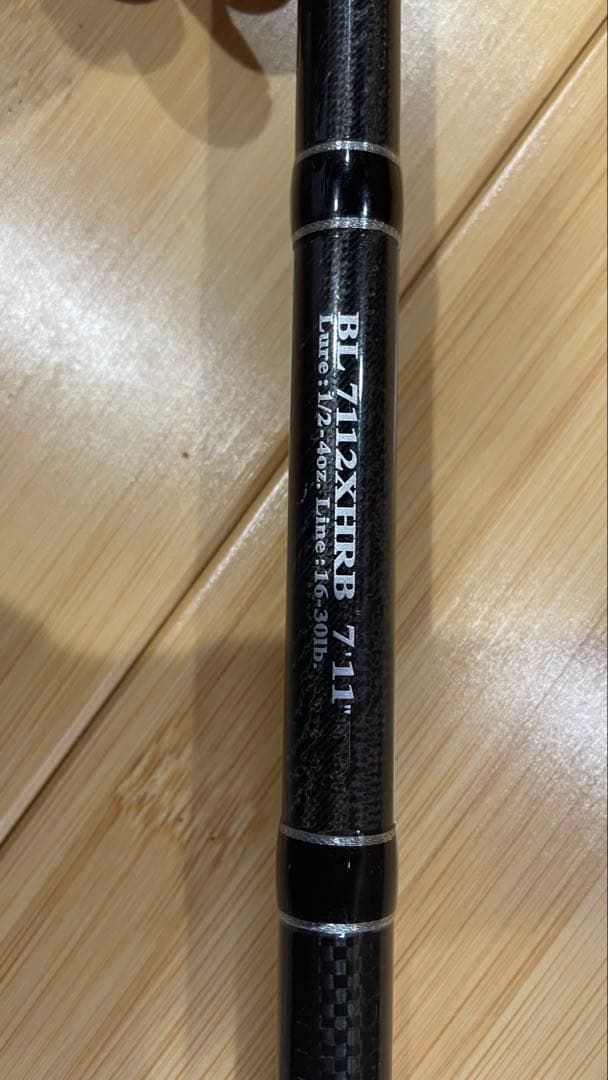 BL 7112XHRB 7'11"
Lure:1/2-4oz. Line:16-30lb.